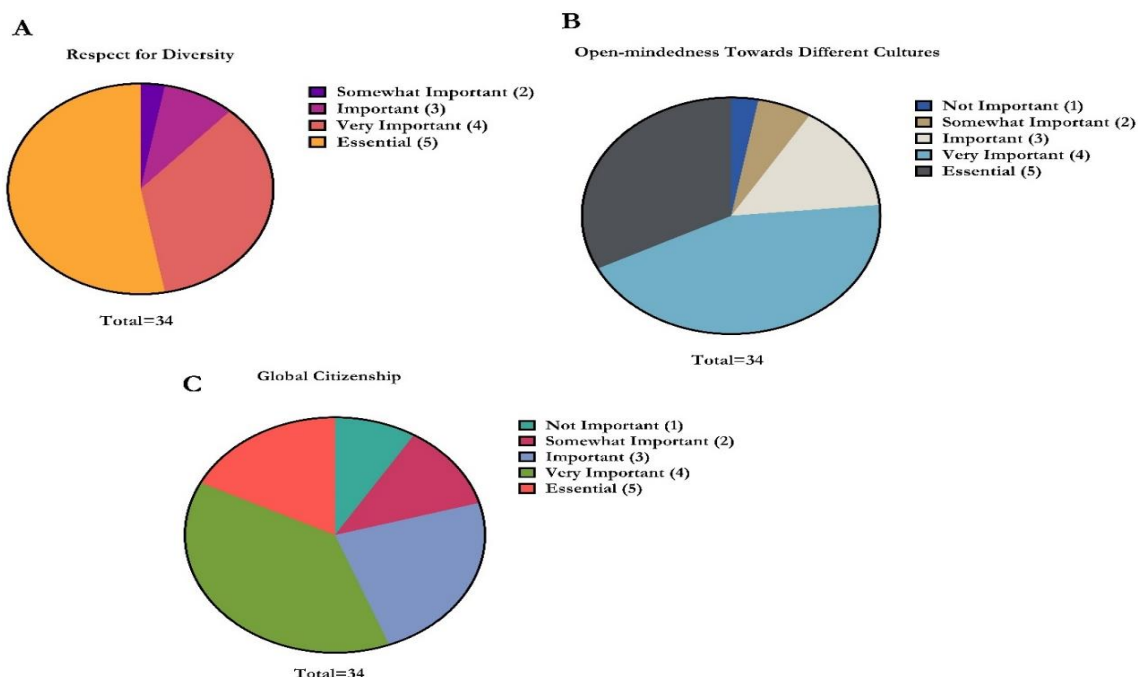 A
Respect for Diversity
Somewhat Important (2)
Important (3)
Very Important (4)
Essential (5)
Total=34
B
Open-mindedness Towards Different Cultures
Not Important (1)
Somewhat Important (2)
Important (3)
Very Important (4)
Essential (5)
Total=34
C
Global Citizenship
Not Important (1)
Somewhat Important (2)
Important (3)
Very Important (4)
Essential (5)
Total=34